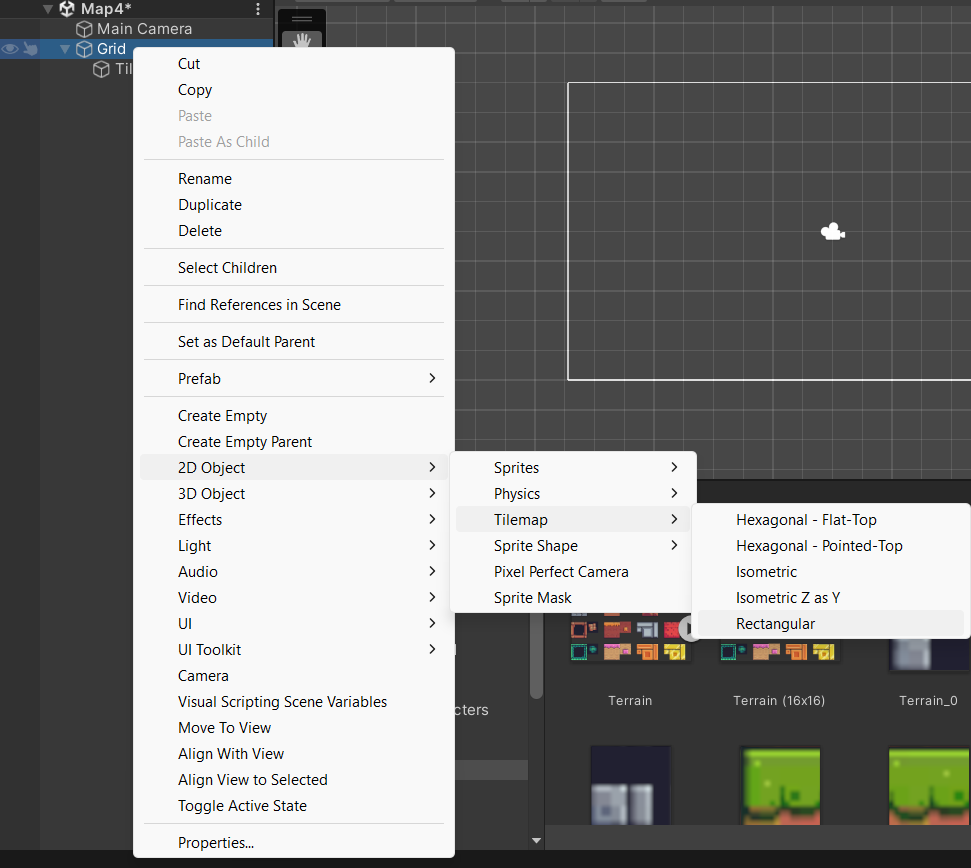 Map4*
Main Camera
Grid
Cut
Copy
Paste
Paste As Child
Rename
Duplicate
Delete
Select Children
Find References in Scene
Set as Default Parent
Prefab
Create Empty
Create Empty Parent
2D Object
3D Object
Effects
Light
Audio
Video
UI
UI Toolkit
Camera
Visual Scripting Scene Variables
Move To View
Align With View
Align View to Selected
Toggle Active State
Properties...
Sprites
Physics
Tilemap
Sprite Shape
Pixel Perfect Camera
Sprite Mask
Hexagonal - Flat-Top
Hexagonal - Pointed-Top
Isometric
Isometric Z as Y
Rectangular
Terrain
Terrain (16x16)
Terrain_0